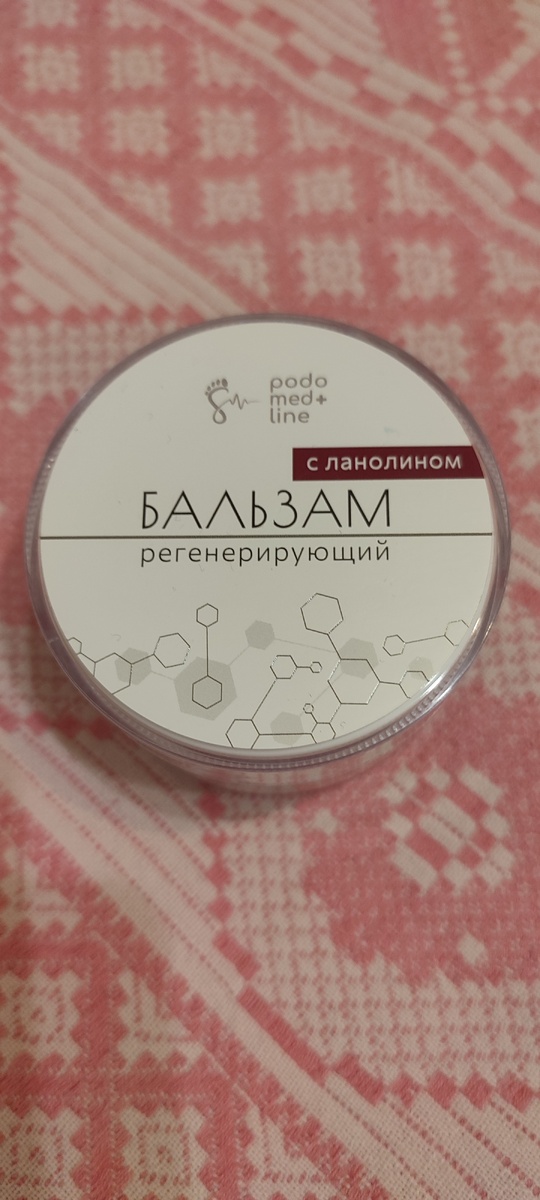 podo
med+
line
с ланолином
БАЛЬЗАМ
регенерирующий